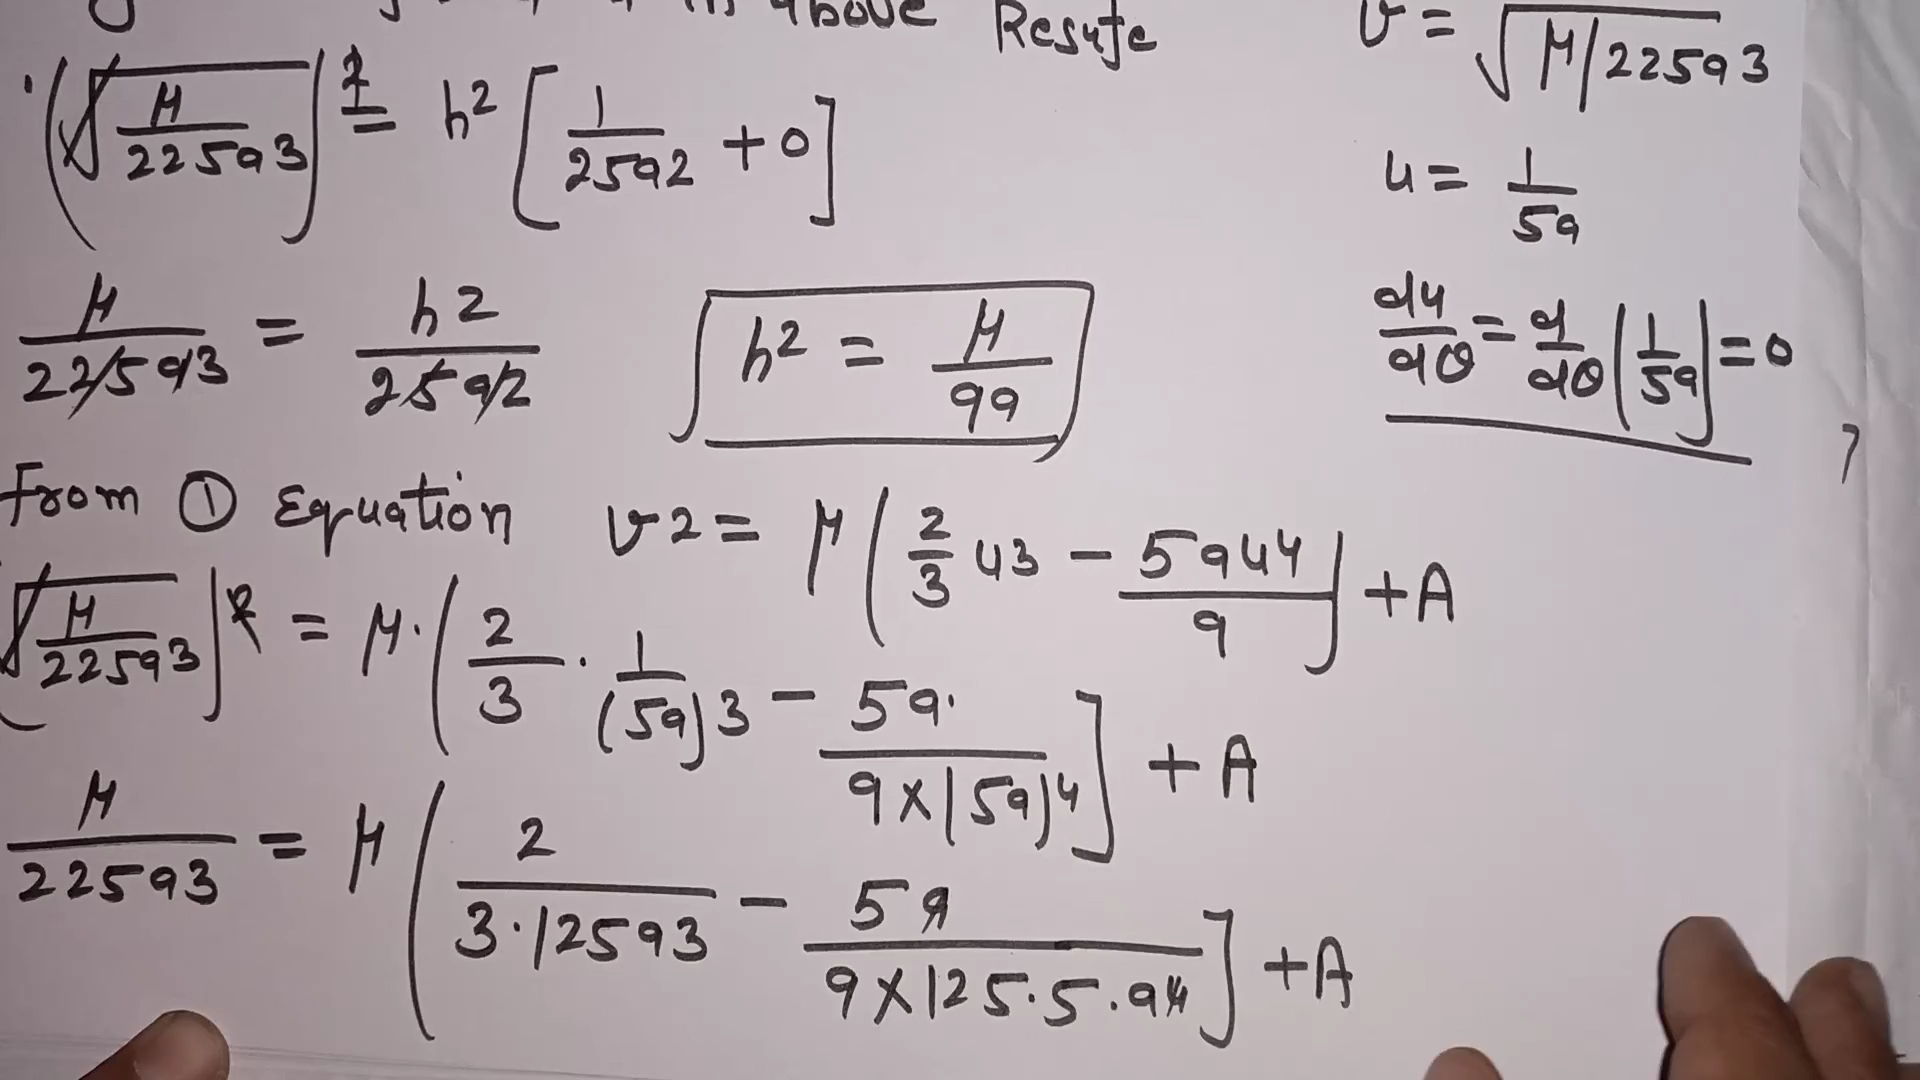 above Resute
(√μ/225a3)2 = h2 [1/25a2 + 0]
μ/225a3 = h2/25a2
h2 = μ/9a
v = √μ/225a3
u = 1/5a
du/dθ = d/dθ (1/5a) = 0
From ① Equation v2 = μ(2/3 u3 - 5au4/9) + A
(√μ/225a3)2 = μ.(2/3 . 1/(5a)3 - 5a./9×(5a)4] + A
μ/225a3 = μ(2/3.125a3 - 5a/9×125.5.a4] + A